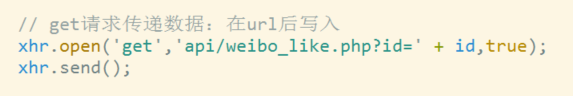 // get请求传递数据：在url后写入
xhr.open('get','api/weibo_like.php?id=' + id,true);
xhr.send();